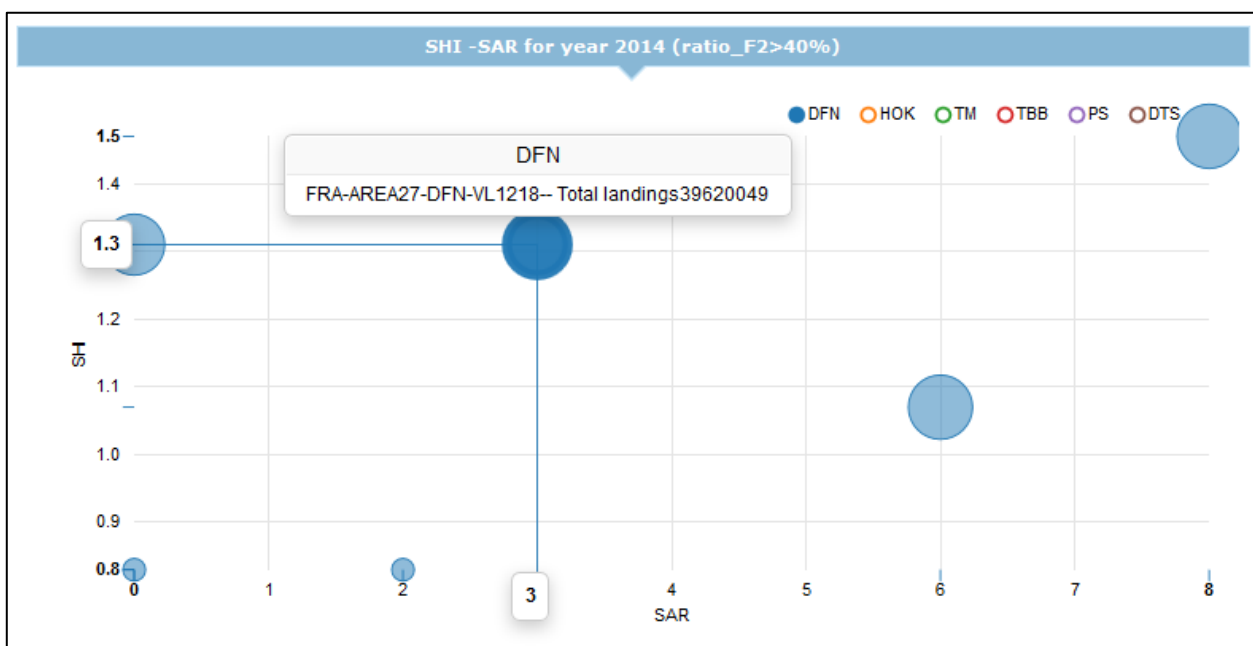 SHI -SAR for year 2014 (ratio_F2>40%)
DFN HOK TM TBB PS DTS
1.5
DFN
FRA-AREA27-DFN-VL1218-- Total landings39620049
1.4
1.3
1.2
SHI
1.1
1.0
0.9
0.8
0 1 2 3 4 5 6 7 8
SAR